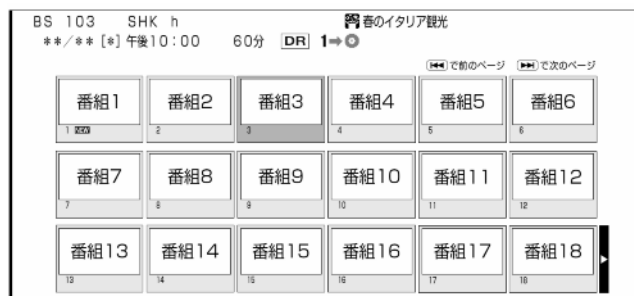 BS 103 SHK h 春のイタリア観光
**/** [*] 午後10:00 60分 DR 1➡
⏮で前のページ ⏭で次のページ
番組1 番組2 番組3 番組4 番組5 番組6
1 NEW 2 3 4 5 6
番組7 番組8 番組9 番組10 番組11 番組12
7 8 9 10 11 12
番組13 番組14 番組15 番組16 番組17 番組18
13 14 15 16 17 18